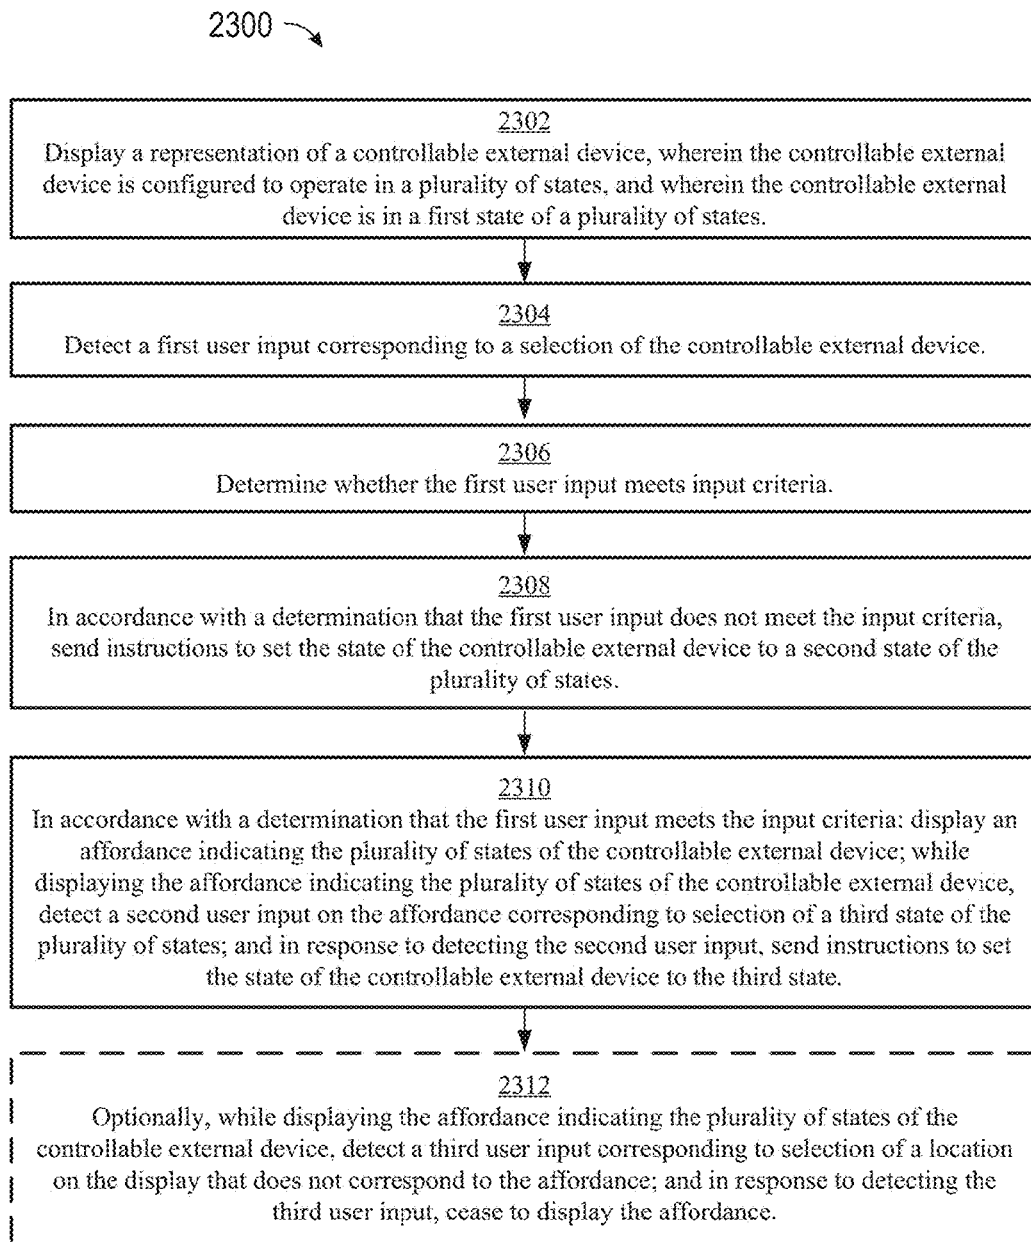 2300
2302
Display a representation of a controllable external device, wherein the controllable external
device is configured to operate in a plurality of states, and wherein the controllable external
device is in a first state of a plurality of states.
2304
Detect a first user input corresponding to a selection of the controllable external device.
2306
Determine whether the first user input meets input criteria.
2308
In accordance with a determination that the first user input does not meet the input criteria,
send instructions to set the state of the controllable external device to a second state of the
plurality of states.
2310
In accordance with a determination that the first user input meets the input criteria: display an
affordance indicating the plurality of states of the controllable external device; while
displaying the affordance indicating the plurality of states of the controllable external device,
detect a second user input on the affordance corresponding to selection of a third state of the
plurality of states; and in response to detecting the second user input, send instructions to set
the state of the controllable external device to the third state.
2312
Optionally, while displaying the affordance indicating the plurality of states of the
controllable external device, detect a third user input corresponding to selection of a location
on the display that does not correspond to the affordance; and in response to detecting the
third user input, cease to display the affordance.